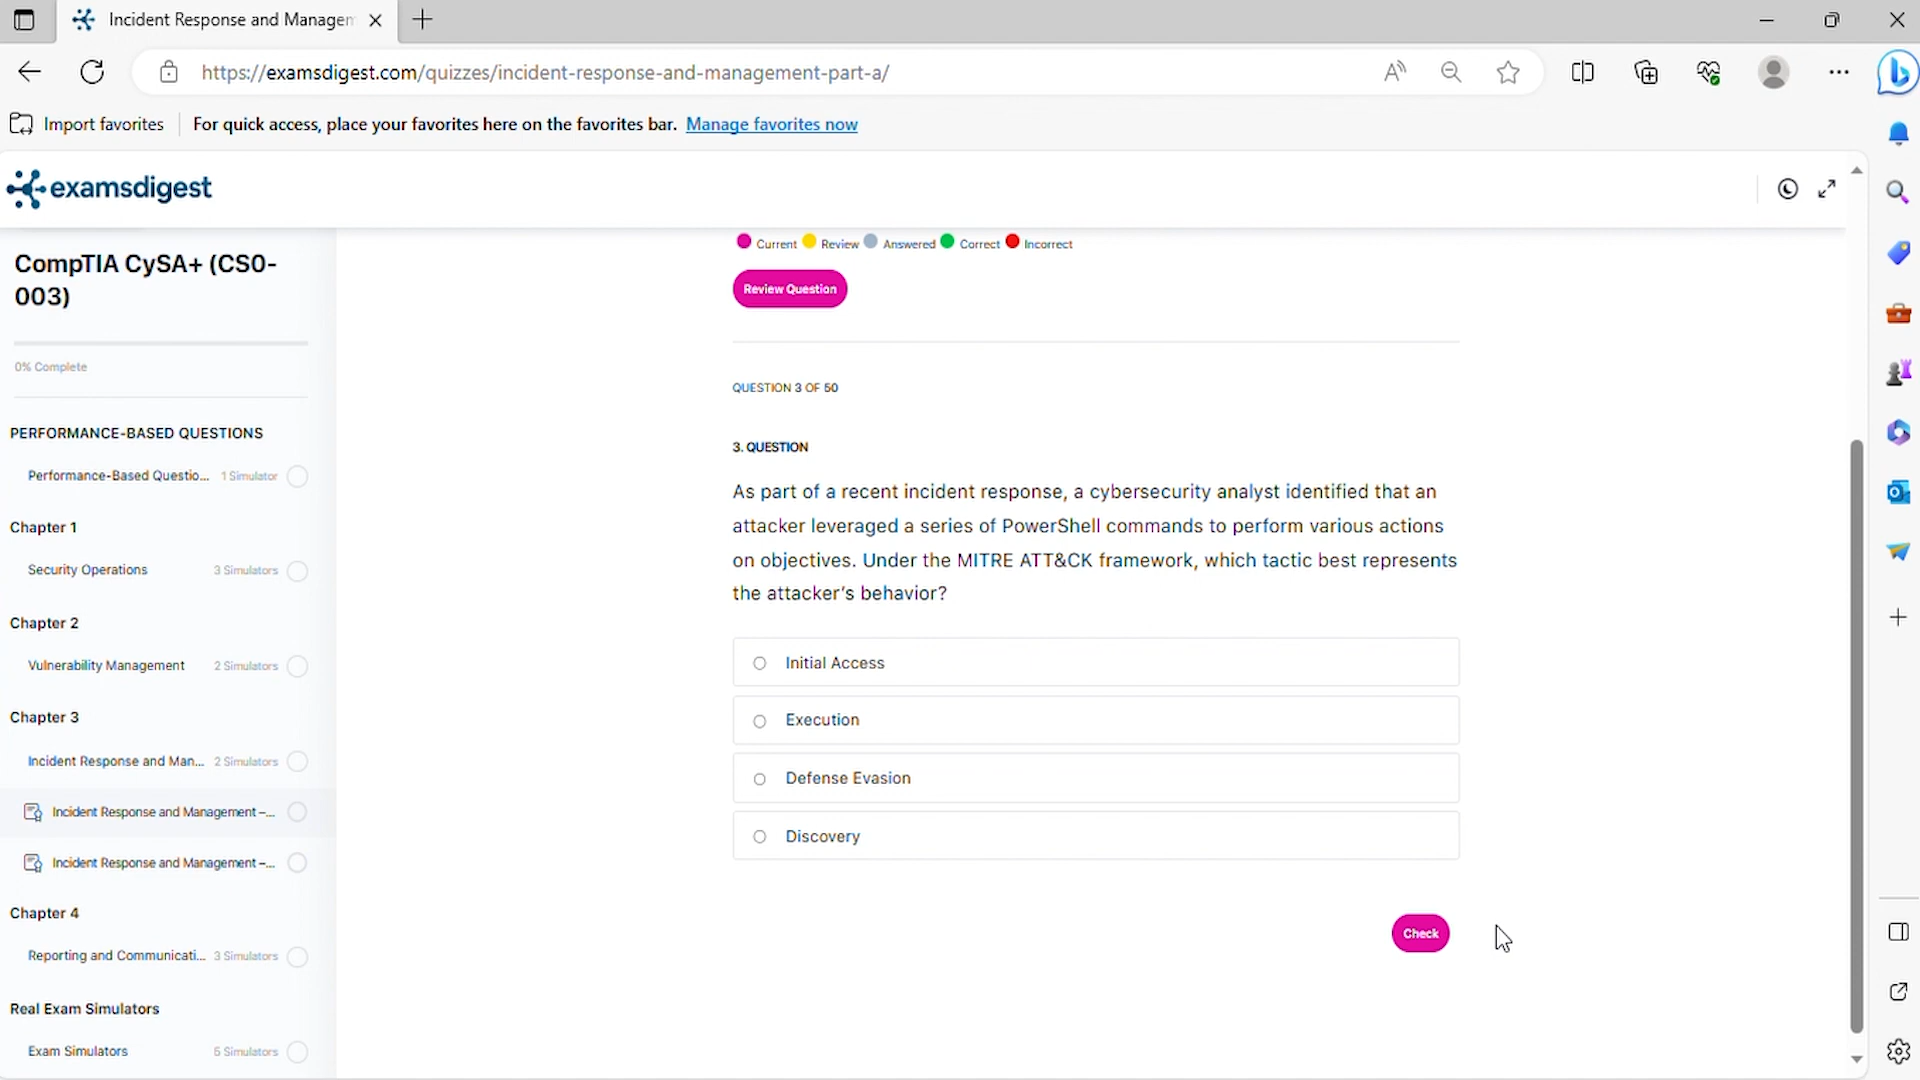 Incident Response and Managen
https://examsdigest.com/quizzes/incident-response-and-management-part-a/
Import favorites
For quick access, place your favorites here on the favorites bar. Manage favorites now
examsdigest
CompTIA CySA+ (CS0-
003)
0% Complete
PERFORMANCE-BASED QUESTIONS
Performance-Based Questio... 1 Simulator
Chapter 1
Security Operations 3 Simulators
Chapter 2
Vulnerability Management 2 Simulators
Chapter 3
Incident Response and Man... 2 Simulators
Incident Response and Management –...
Incident Response and Management –...
Chapter 4
Reporting and Communicati... 3 Simulators
Real Exam Simulators
Exam Simulators 5 Simulators
Current Review Answered Correct Incorrect
Review Question
QUESTION 3 OF 50
3. QUESTION
As part of a recent incident response, a cybersecurity analyst identified that an
attacker leveraged a series of PowerShell commands to perform various actions
on objectives. Under the MITRE ATT&CK framework, which tactic best represents
the attacker's behavior?
Initial Access
Execution
Defense Evasion
Discovery
Check